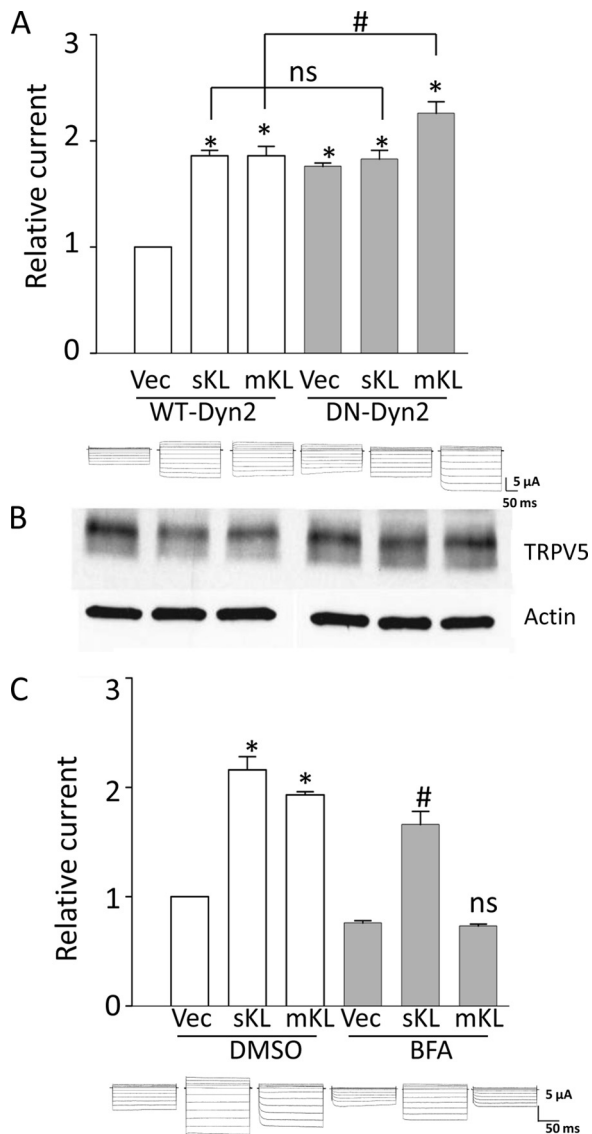 A
3
2
1
0
Relative current
#
ns
*
*
*
*
*
Vec sKL mKL Vec sKL mKL
WT-Dyn2 DN-Dyn2
5 µA
50 ms
B
TRPV5
Actin
C
3
2
1
0
Relative current
*
*
#
ns
Vec sKL mKL Vec sKL mKL
DMSO BFA
5 µA
50 ms